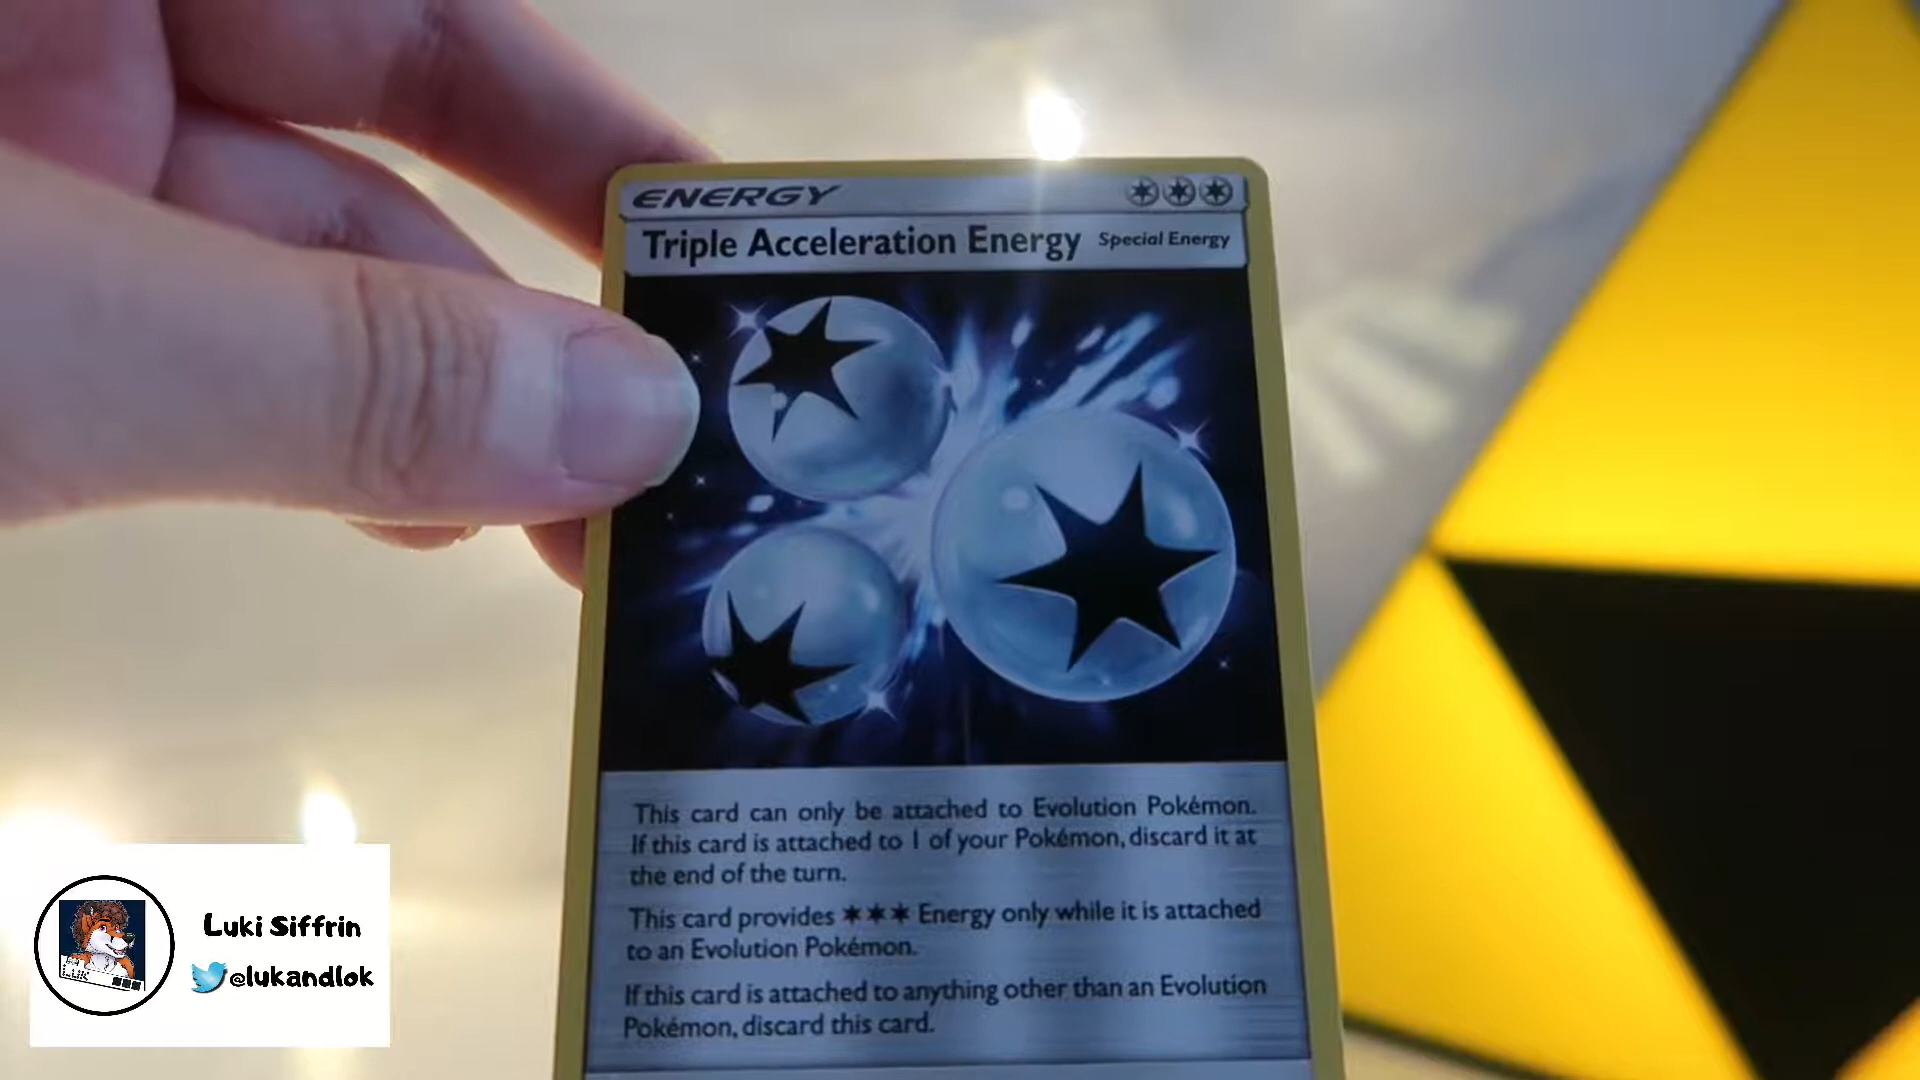 ENERGY
Triple Acceleration Energy Special Energy
This card can only be attached to Evolution Pokémon.
If this card is attached to 1 of your Pokémon, discard it at
the end of the turn.
This card provides ✶✶✶ Energy only while it is attached
to an Evolution Pokémon.
If this card is attached to anything other than an Evolution
Pokémon, discard this card.
LUK
Luki Siffrin
@lukandlok